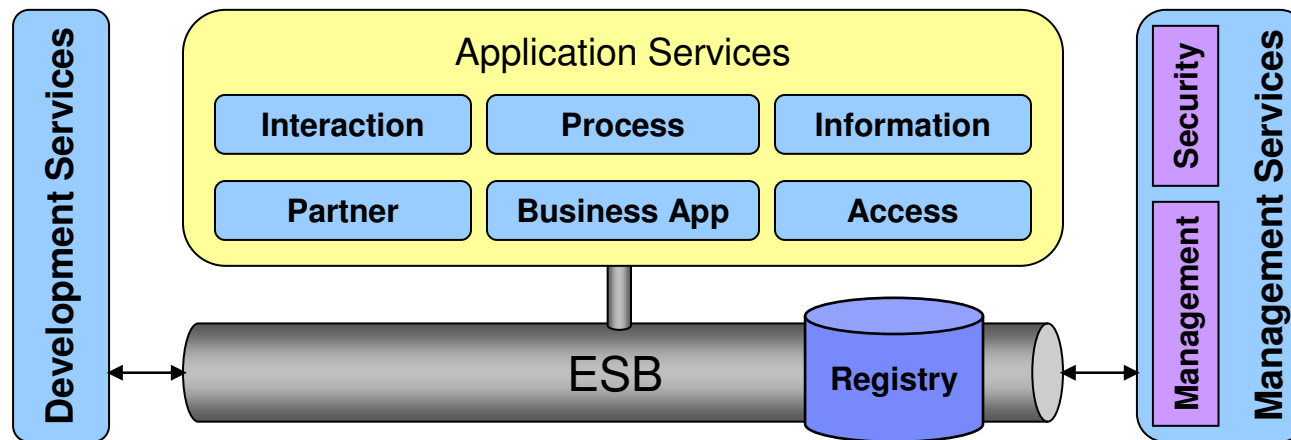 Development Services
Application Services
Interaction
Process
Information
Partner
Business App
Access
ESB
Registry
Security
Management
Management Services